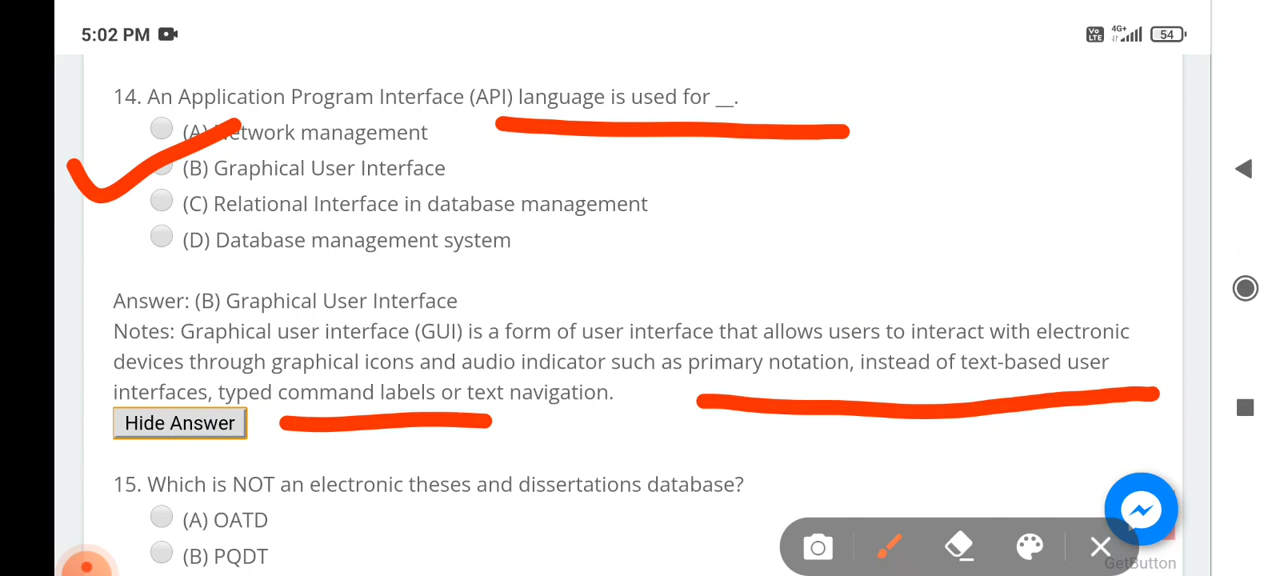 5:02 PM
Vo LTE 4G+ 54
14. An Application Program Interface (API) language is used for __.
(A) Network management
(B) Graphical User Interface
(C) Relational Interface in database management
(D) Database management system
Answer: (B) Graphical User Interface
Notes: Graphical user interface (GUI) is a form of user interface that allows users to interact with electronic
devices through graphical icons and audio indicator such as primary notation, instead of text-based user
interfaces, typed command labels or text navigation.
Hide Answer
15. Which is NOT an electronic theses and dissertations database?
(A) OATD
(B) PQDT
GetButton